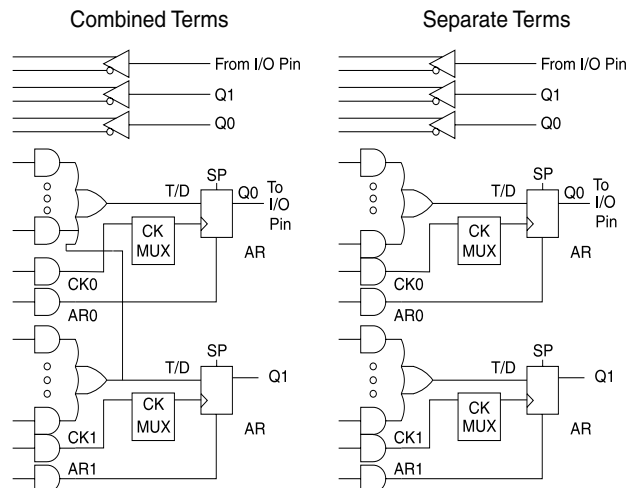 Combined Terms
From I/O Pin
Q1
Q0
SP
T/D
Q0
To
I/O
Pin
CK
MUX
AR
CK0
AR0
SP
T/D
Q1
CK
MUX
AR
CK1
AR1
Separate Terms
From I/O Pin
Q1
Q0
SP
T/D
Q0
To
I/O
Pin
CK
MUX
AR
CK0
AR0
SP
T/D
Q1
CK
MUX
AR
CK1
AR1